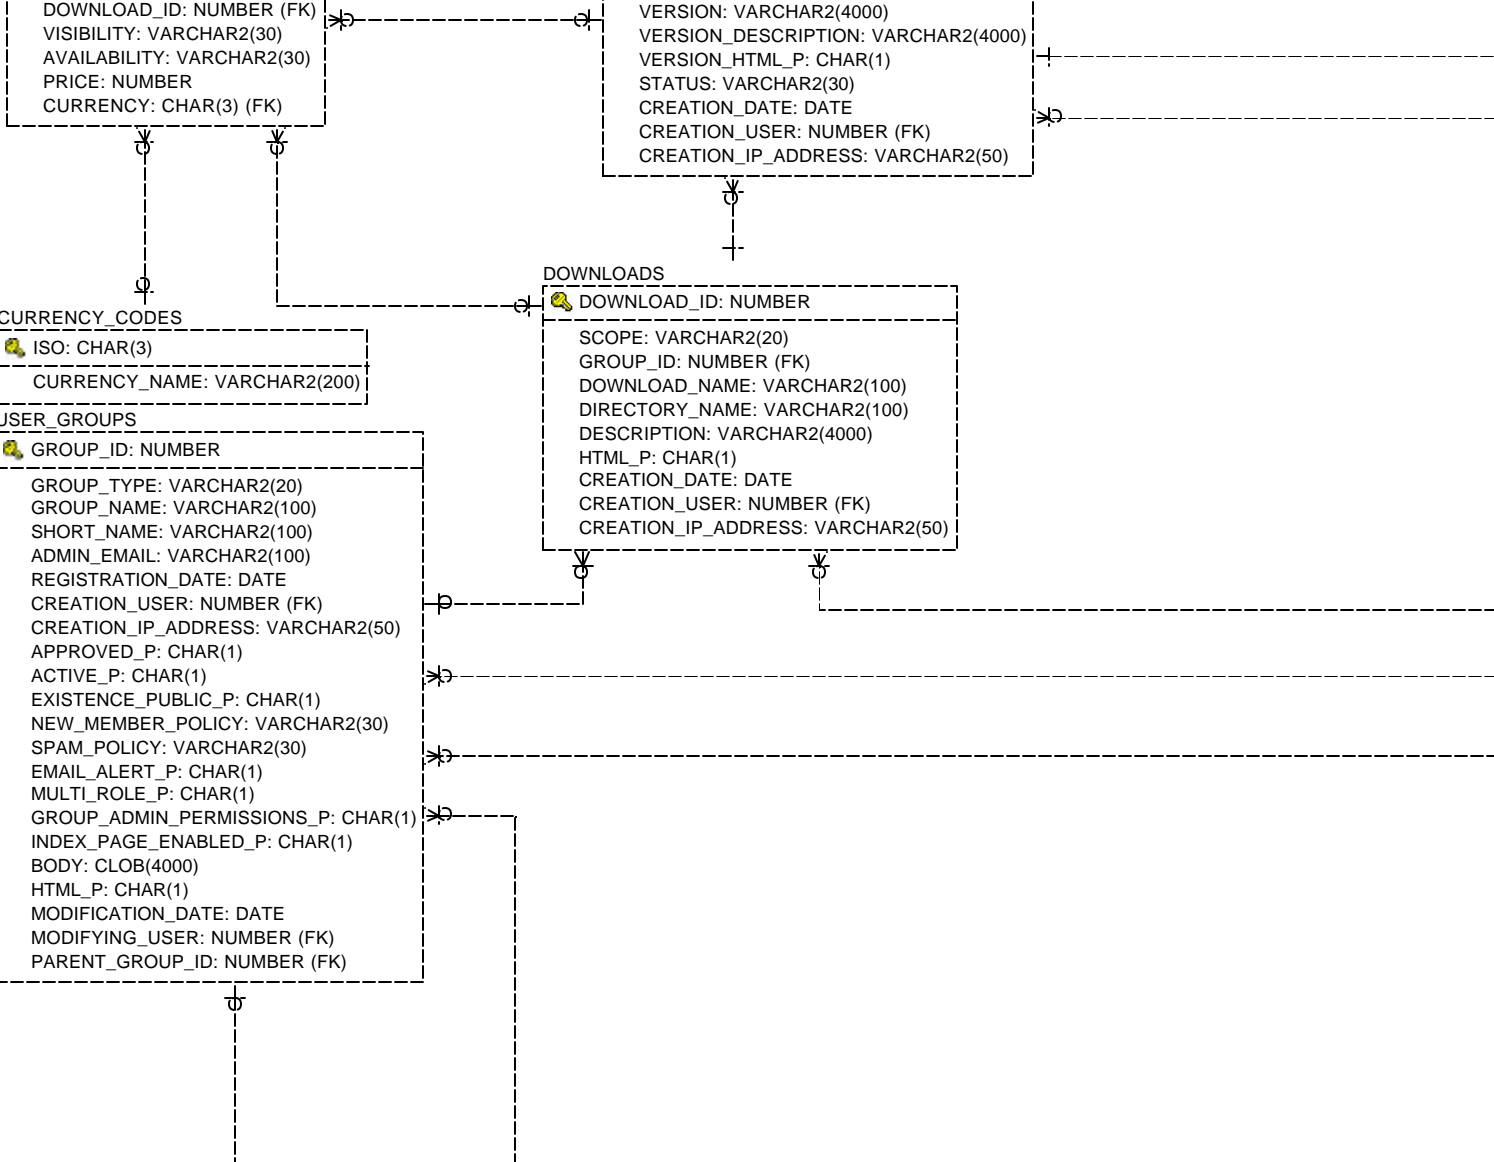 DOWNLOAD_ID: NUMBER (FK)
VISIBILITY: VARCHAR2(30)
AVAILABILITY: VARCHAR2(30)
PRICE: NUMBER
CURRENCY: CHAR(3) (FK)
VERSION: VARCHAR2(4000)
VERSION_DESCRIPTION: VARCHAR2(4000)
VERSION_HTML_P: CHAR(1)
STATUS: VARCHAR2(30)
CREATION_DATE: DATE
CREATION_USER: NUMBER (FK)
CREATION_IP_ADDRESS: VARCHAR2(50)
DOWNLOADS
DOWNLOAD_ID: NUMBER
SCOPE: VARCHAR2(20)
GROUP_ID: NUMBER (FK)
DOWNLOAD_NAME: VARCHAR2(100)
DIRECTORY_NAME: VARCHAR2(100)
DESCRIPTION: VARCHAR2(4000)
HTML_P: CHAR(1)
CREATION_DATE: DATE
CREATION_USER: NUMBER (FK)
CREATION_IP_ADDRESS: VARCHAR2(50)
CURRENCY_CODES
ISO: CHAR(3)
CURRENCY_NAME: VARCHAR2(200)
USER_GROUPS
GROUP_ID: NUMBER
GROUP_TYPE: VARCHAR2(20)
GROUP_NAME: VARCHAR2(100)
SHORT_NAME: VARCHAR2(100)
ADMIN_EMAIL: VARCHAR2(100)
REGISTRATION_DATE: DATE
CREATION_USER: NUMBER (FK)
CREATION_IP_ADDRESS: VARCHAR2(50)
APPROVED_P: CHAR(1)
ACTIVE_P: CHAR(1)
EXISTENCE_PUBLIC_P: CHAR(1)
NEW_MEMBER_POLICY: VARCHAR2(30)
SPAM_POLICY: VARCHAR2(30)
EMAIL_ALERT_P: CHAR(1)
MULTI_ROLE_P: CHAR(1)
GROUP_ADMIN_PERMISSIONS_P: CHAR(1)
INDEX_PAGE_ENABLED_P: CHAR(1)
BODY: CLOB(4000)
HTML_P: CHAR(1)
MODIFICATION_DATE: DATE
MODIFYING_USER: NUMBER (FK)
PARENT_GROUP_ID: NUMBER (FK)